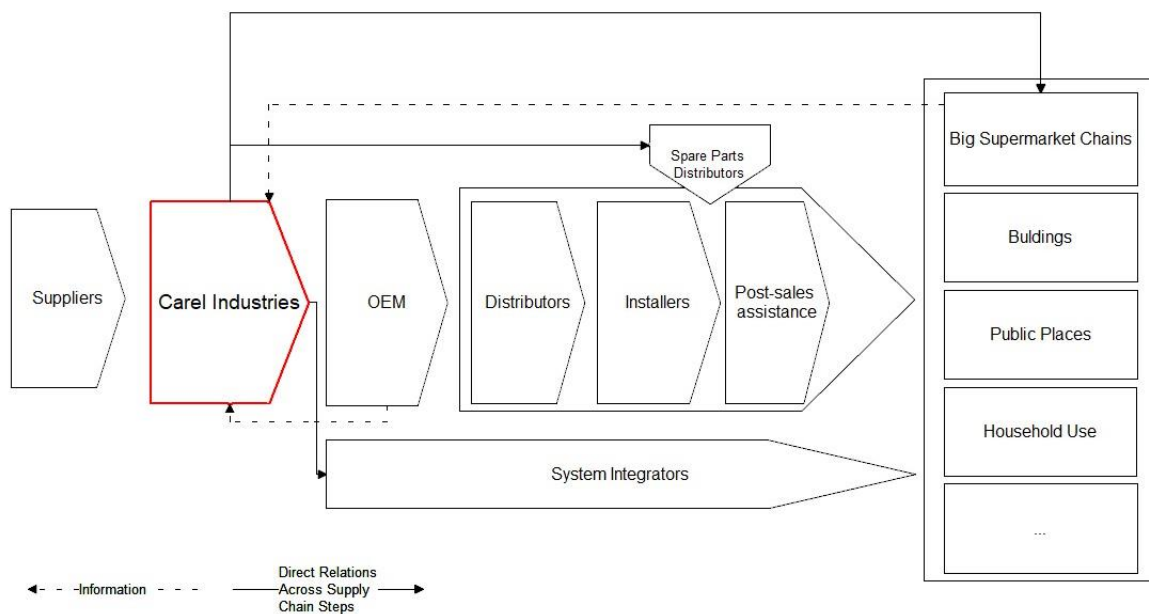 Big Supermarket Chains
Spare Parts
Distributors
Buldings
Suppliers
Carel Industries
OEM
Distributors
Installers
Post-sales
assistance
Public Places
Household Use
System Integrators
...
Information
Direct Relations
Across Supply
Chain Steps